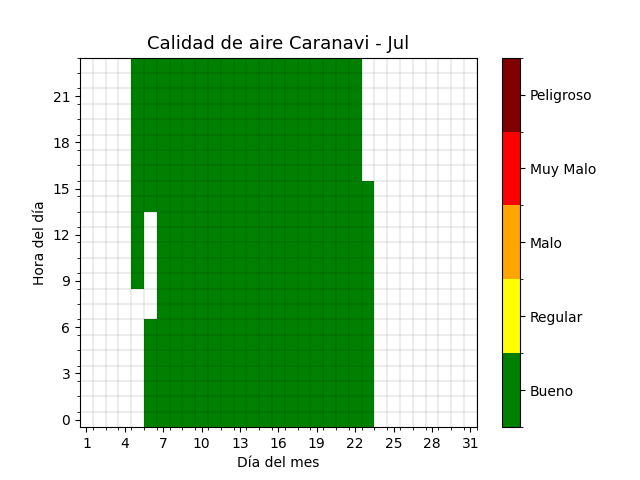 Calidad de aire Caranavi - Jul
Hora del día
21
18
15
12
9
6
3
0
1 4 7 10 13 16 19 22 25 28 31
Día del mes
Peligroso
Muy Malo
Malo
Regular
Bueno